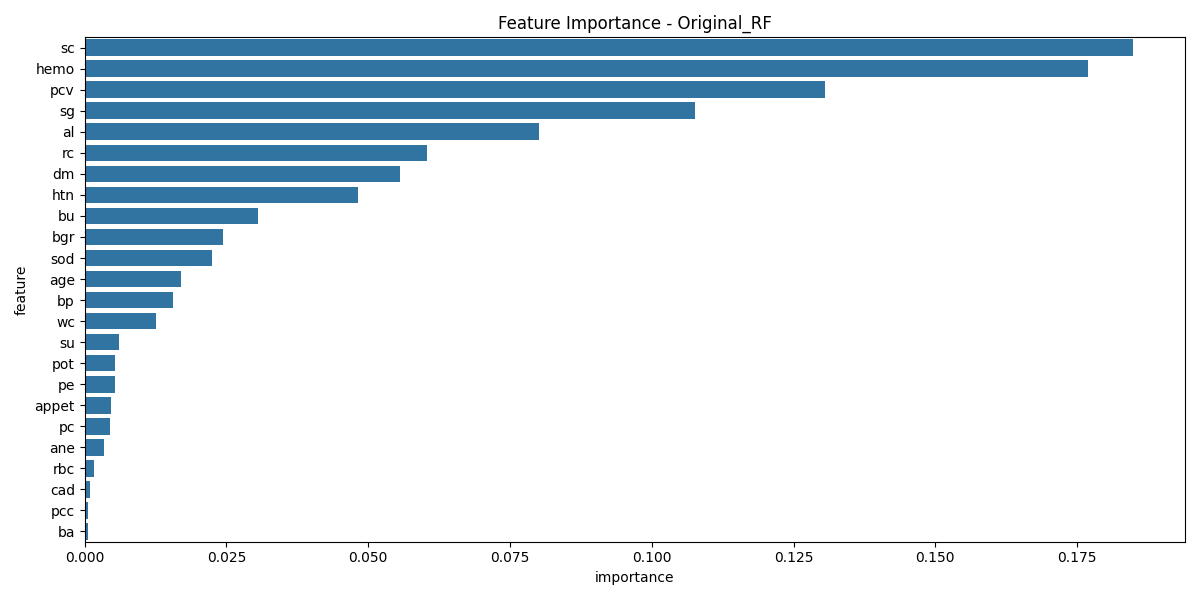 Feature Importance - Original_RF
feature
sc
hemo
pcv
sg
al
rc
dm
htn
bu
bgr
sod
age
bp
wc
su
pot
pe
appet
pc
ane
rbc
cad
pcc
ba
0.000 0.025 0.050 0.075 0.100 0.125 0.150 0.175
importance